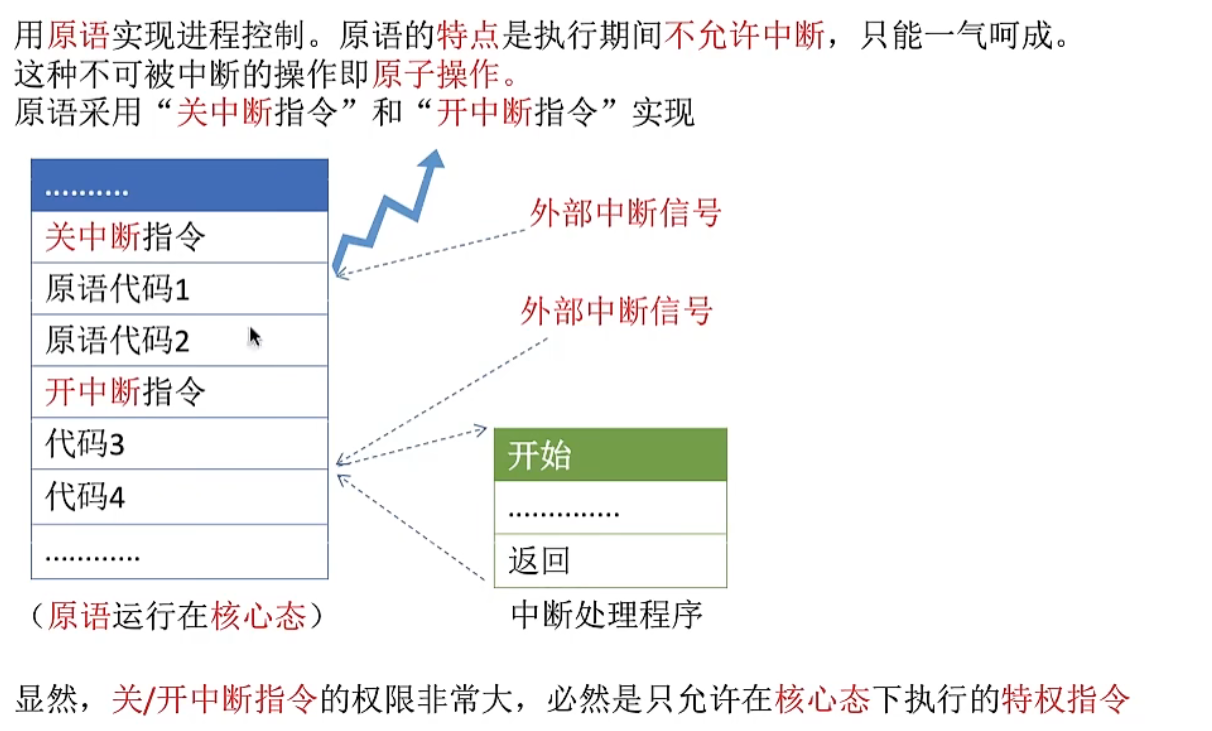 用原语实现进程控制。原语的特点是执行期间不允许中断，只能一气呵成。
这种不可被中断的操作即原子操作。
原语采用“关中断指令”和“开中断指令”实现
..........
关中断指令
原语代码1
原语代码2
开中断指令
代码3
代码4
............
（原语运行在核心态）
外部中断信号
外部中断信号
开始
..............
返回
中断处理程序
显然，关/开中断指令的权限非常大，必然是只允许在核心态下执行的特权指令